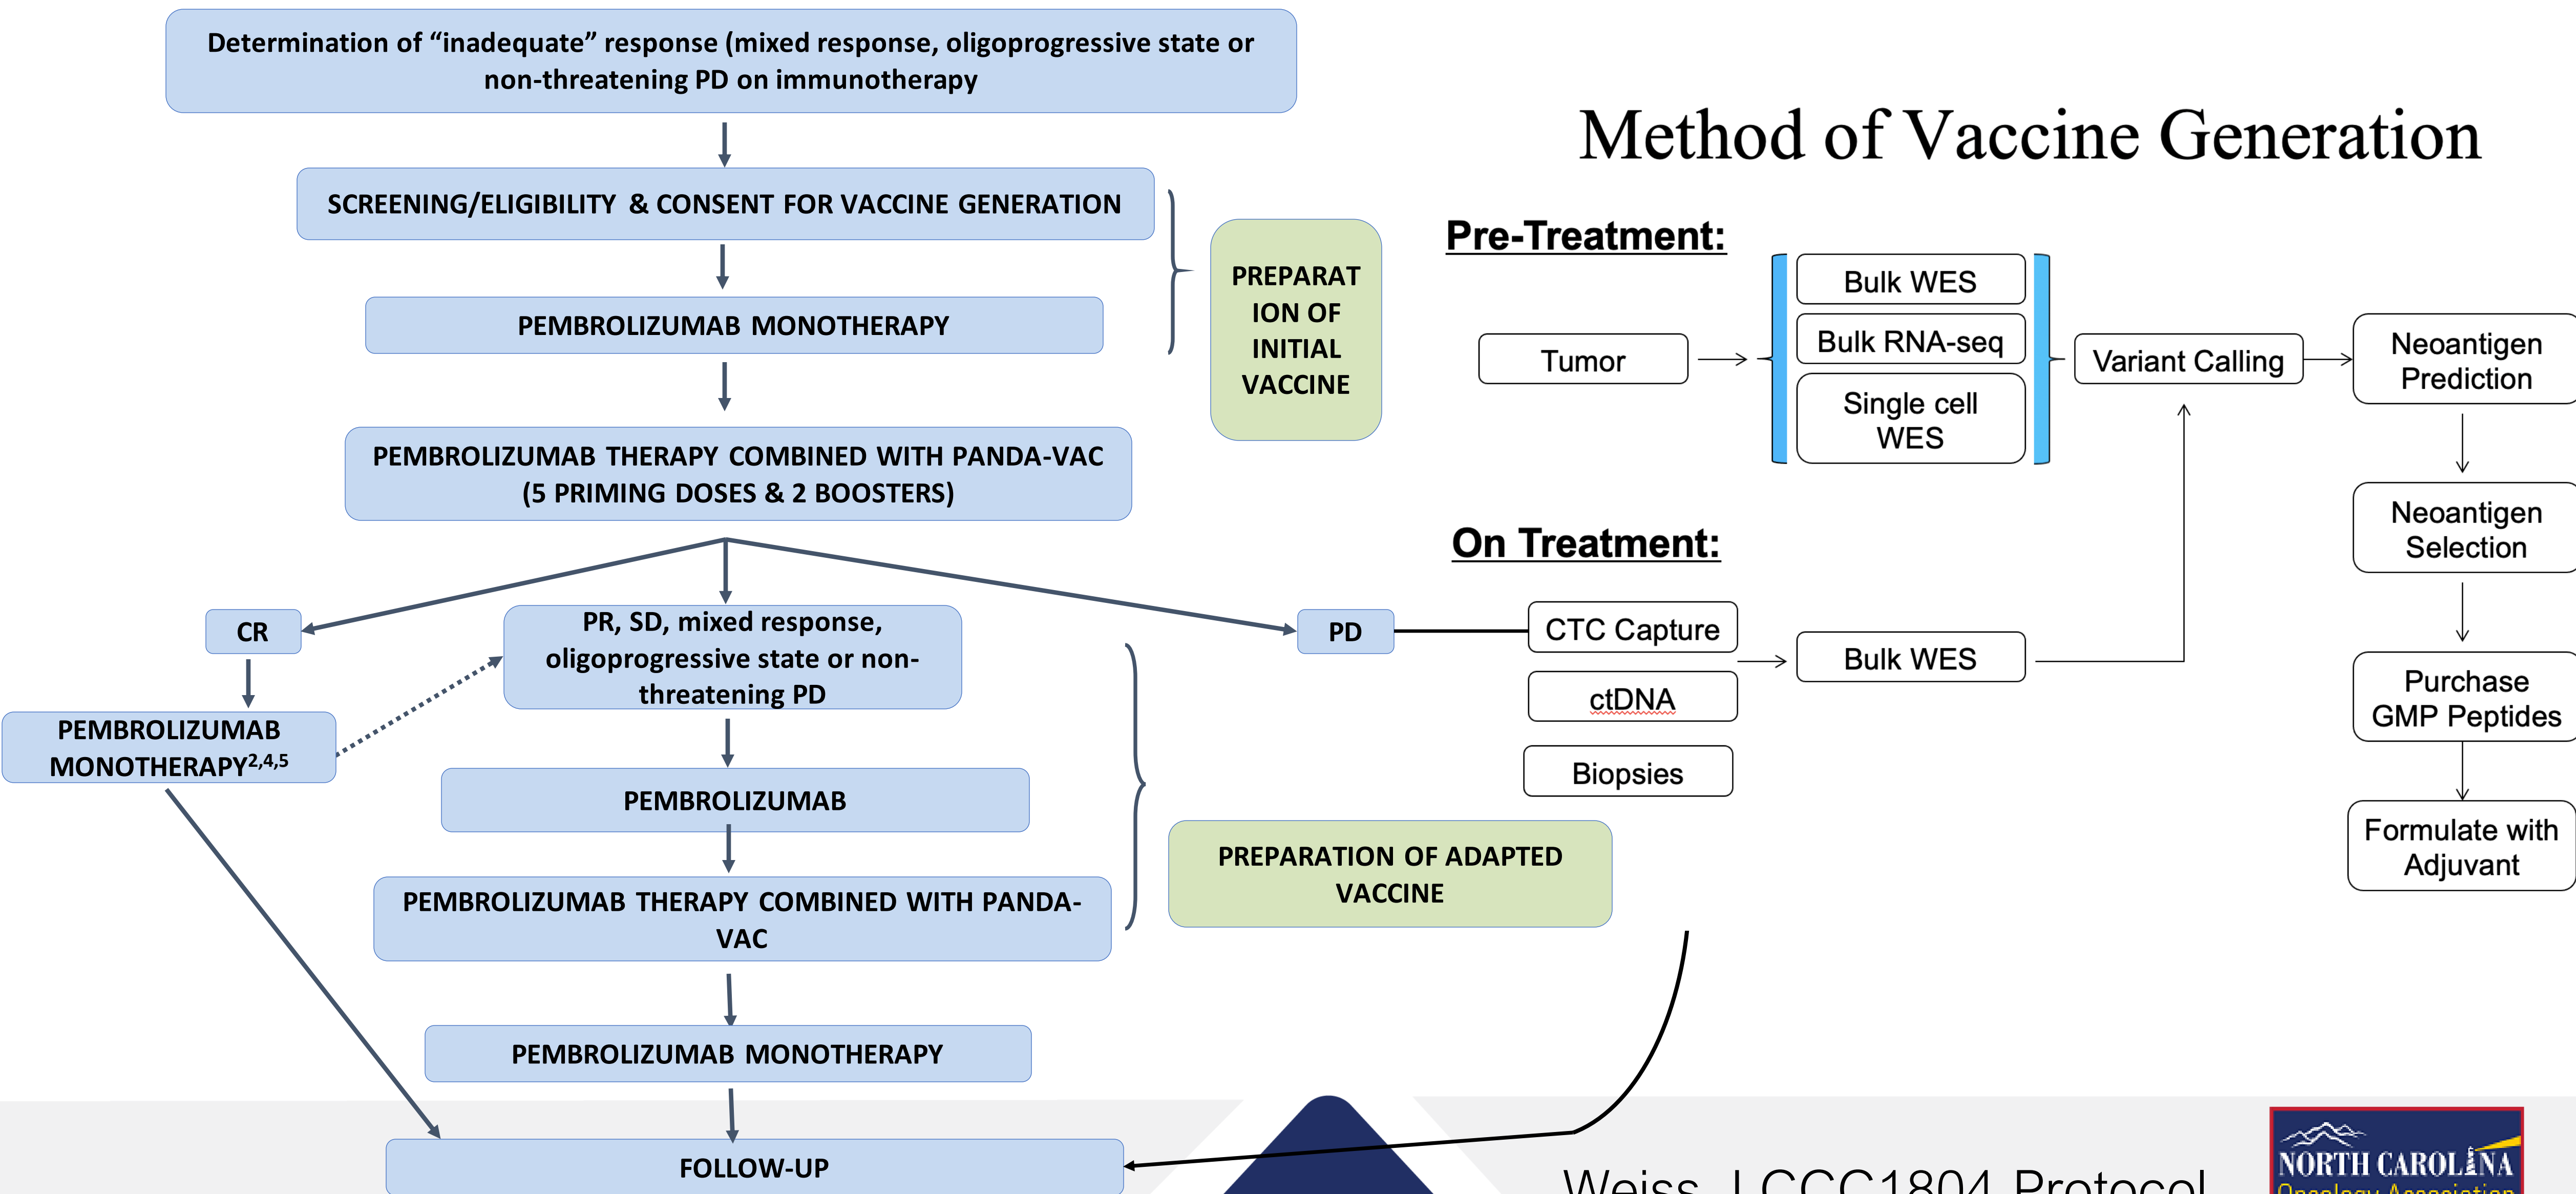 Determination of “inadequate” response (mixed response, oligoprogressive state or
non-threatening PD on immunotherapy
SCREENING/ELIGIBILITY & CONSENT FOR VACCINE GENERATION
PEMBROLIZUMAB MONOTHERAPY
PREPARAT
ION OF
INITIAL
VACCINE
PEMBROLIZUMAB THERAPY COMBINED WITH PANDA-VAC
(5 PRIMING DOSES & 2 BOOSTERS)
CR
PR, SD, mixed response,
oligoprogressive state or non-
threatening PD
PD
PEMBROLIZUMAB
MONOTHERAPY2,4,5
PEMBROLIZUMAB
PEMBROLIZUMAB THERAPY COMBINED WITH PANDA-
VAC
PREPARATION OF ADAPTED
VACCINE
PEMBROLIZUMAB MONOTHERAPY
FOLLOW-UP
Method of Vaccine Generation
Pre-Treatment:
Tumor
Bulk WES
Bulk RNA-seq
Single cell
WES
Variant Calling
Neoantigen
Prediction
Neoantigen
Selection
Purchase
GMP Peptides
Formulate with
Adjuvant
On Treatment:
CTC Capture
ctDNA
Biopsies
Bulk WES
Weiss, LCCC1804 Protocol
NORTH CAROLINA
Oncology Association